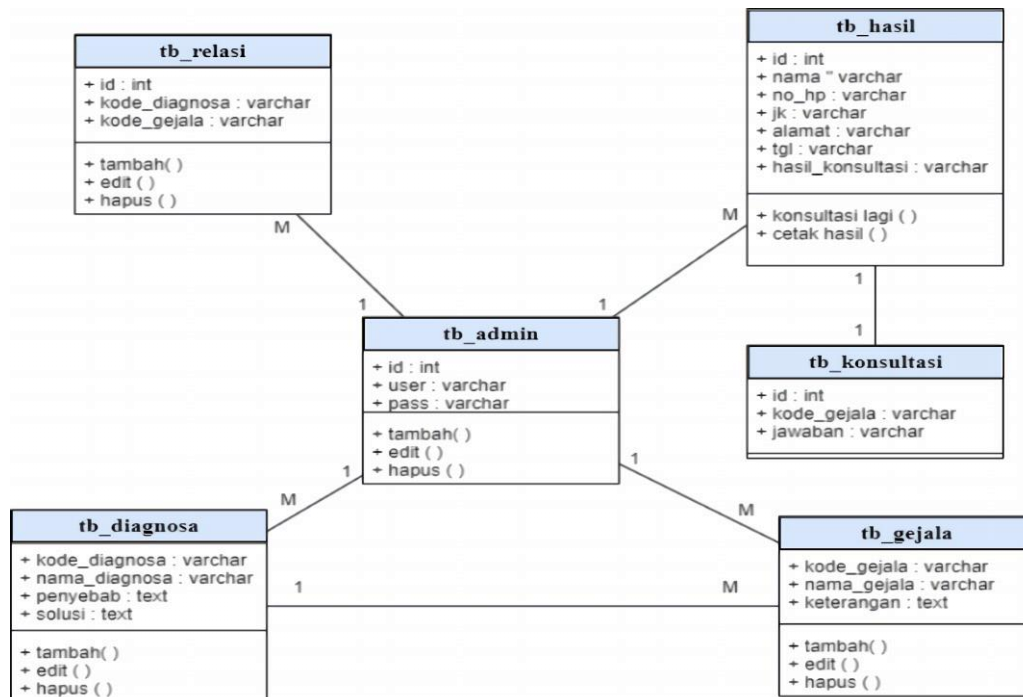 tb_relasi
+ id : int
+ kode_diagnosa : varchar
+ kode_gejala : varchar
+ tambah( )
+ edit ( )
+ hapus ( )
M
tb_hasil
+ id : int
+ nama " varchar
+ no_hp : varchar
+ jk : varchar
+ alamat : varchar
+ tgl : varchar
+ hasil_konsultasi : varchar
+ konsultasi lagi ( )
+ cetak hasil ( )
M
1
1
1
1
tb_admin
+ id : int
+ user : varchar
+ pass : varchar
+ tambah( )
+ edit ( )
+ hapus ( )
1
1
tb_konsultasi
+ id : int
+ kode_gejala : varchar
+ jawaban : varchar
M
M
tb_diagnosa
+ kode_diagnosa : varchar
+ nama_diagnosa : varchar
+ penyebab : text
+ solusi : text
+ tambah( )
+ edit ( )
+ hapus ( )
1
M
tb_gejala
+ kode_gejala : varchar
+ nama_gejala : varchar
+ keterangan : text
+ tambah( )
+ edit ( )
+ hapus ( )